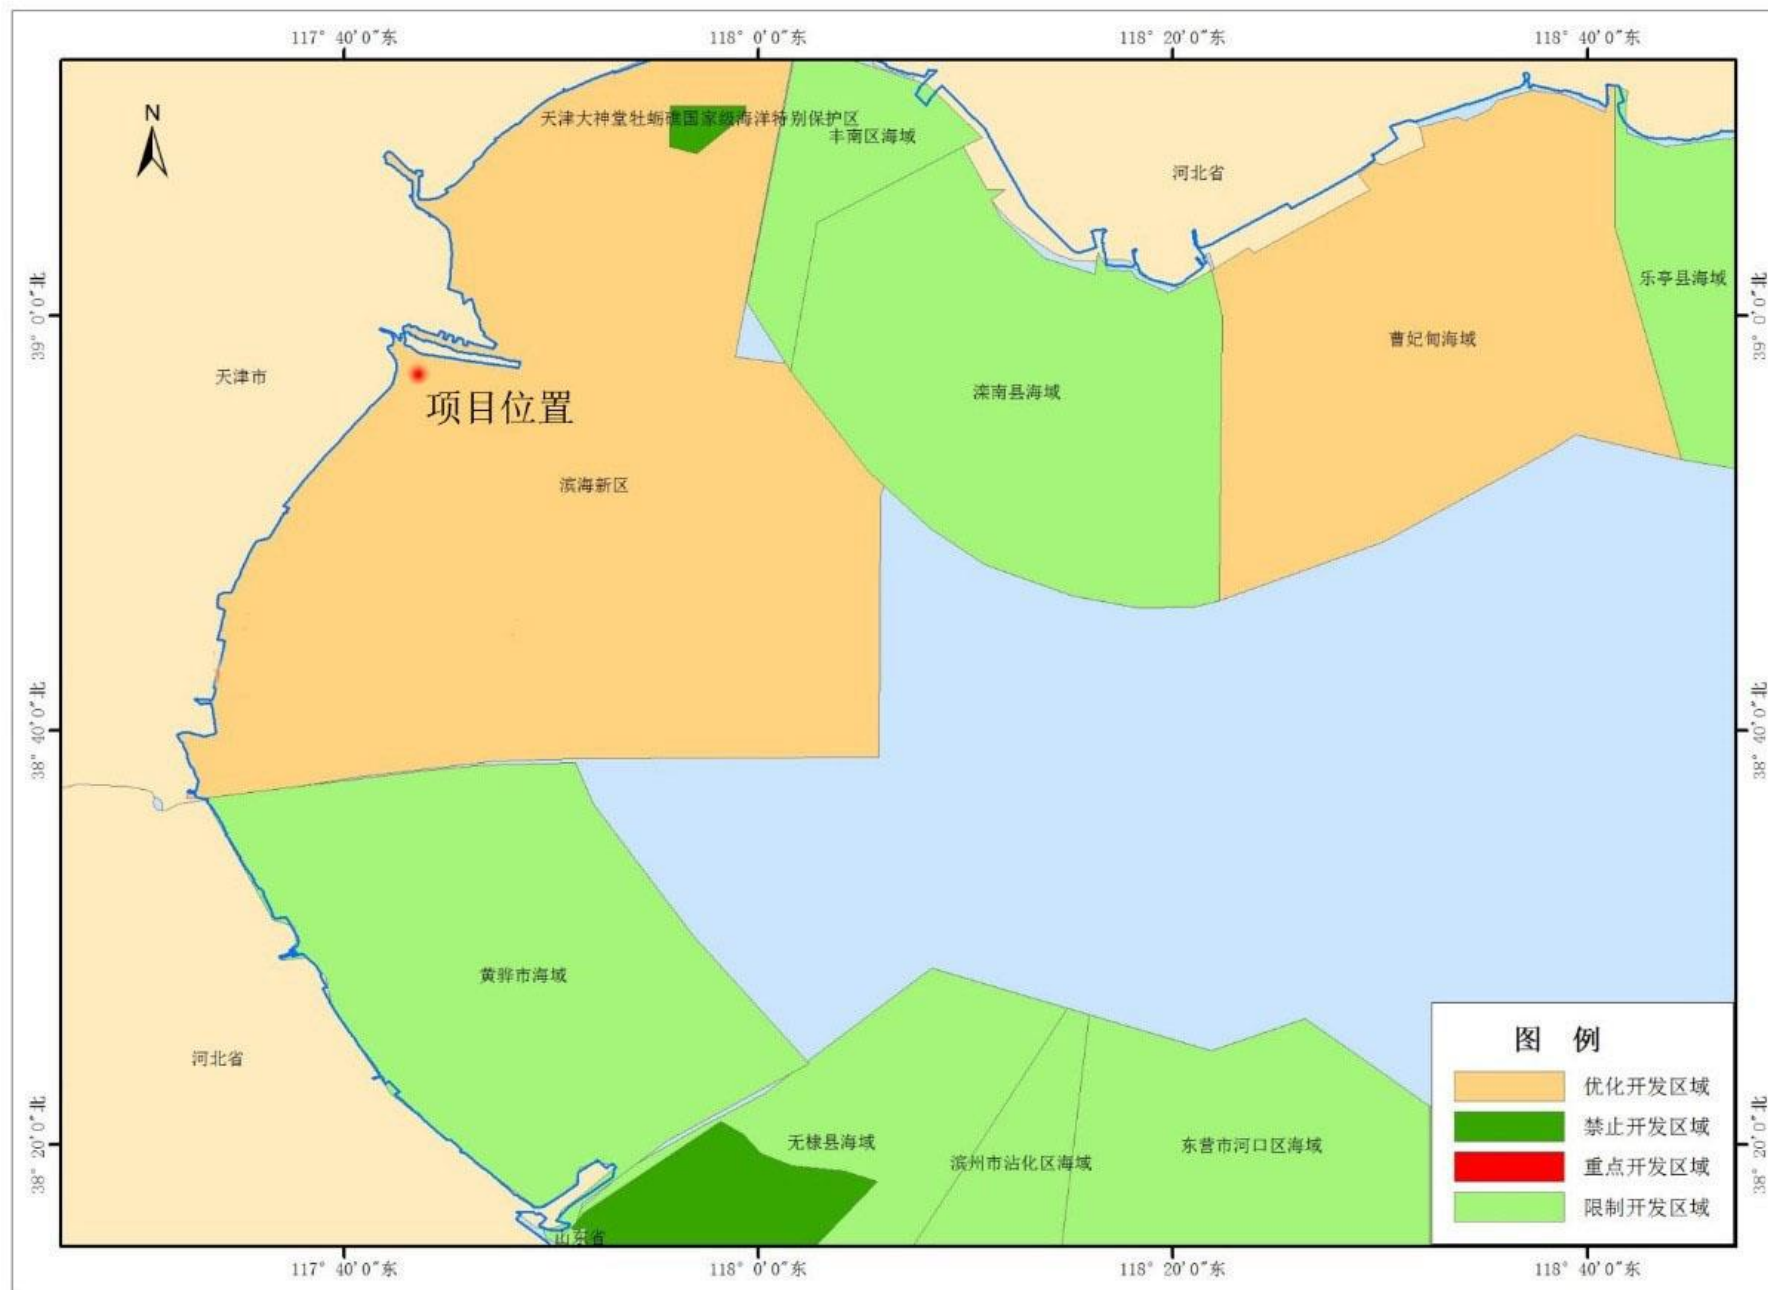 117° 40′0″东
118° 0′0″东
118° 20′0″东
118° 40′0″东
N
天津大神堂牡蛎礁国家级海洋特别保护区
丰南区海域
河北省
39° 0′0″北
39° 0′0″北
乐亭县海域
曹妃甸海域
天津市
滦南县海域
项目位置
滨海新区
38° 40′0″北
38° 40′0″北
黄骅市海域
河北省
图 例
优化开发区域
禁止开发区域
重点开发区域
限制开发区域
38° 20′0″北
38° 20′0″北
无棣县海域
滨州市沾化区海域
东营市河口区海域
山东省
117° 40′0″东
118° 0′0″东
118° 20′0″东
118° 40′0″东